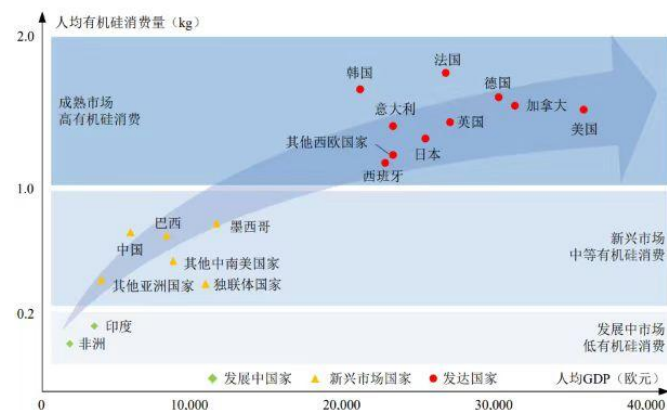 人均有机硅消费量（kg）
2.0
法国
韩国
德国
成熟市场
高有机硅消费
意大利
加拿大
英国
美国
其他西欧国家
日本
西班牙
1.0
巴西
墨西哥
中国
新兴市场
中等有机硅消费
其他中南美国家
其他亚洲国家
独联体国家
0.2
印度
发展中市场
低有机硅消费
非洲
发展中国家
新兴市场国家
发达国家
人均GDP（欧元）
0
10,000
20,000
30,000
40,000